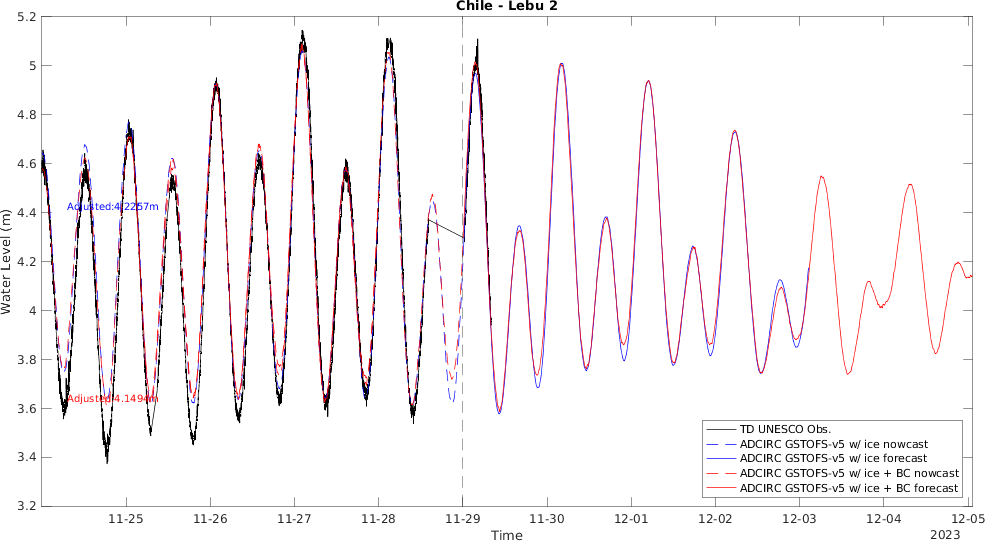 Chile - Lebu 2
5.2
5
4.8
4.6
4.4
4.2
4
3.8
3.6
3.4
3.2
Water Level (m)
Adjusted:4.2257m
Adjusted:4.1494m
TD UNESCO Obs.
ADCIRC GSTOFS-v5 w/ ice nowcast
ADCIRC GSTOFS-v5 w/ ice forecast
ADCIRC GSTOFS-v5 w/ ice + BC nowcast
ADCIRC GSTOFS-v5 w/ ice + BC forecast
11-25 11-26 11-27 11-28 11-29 11-30 12-01 12-02 12-03 12-04 12-05
Time
2023